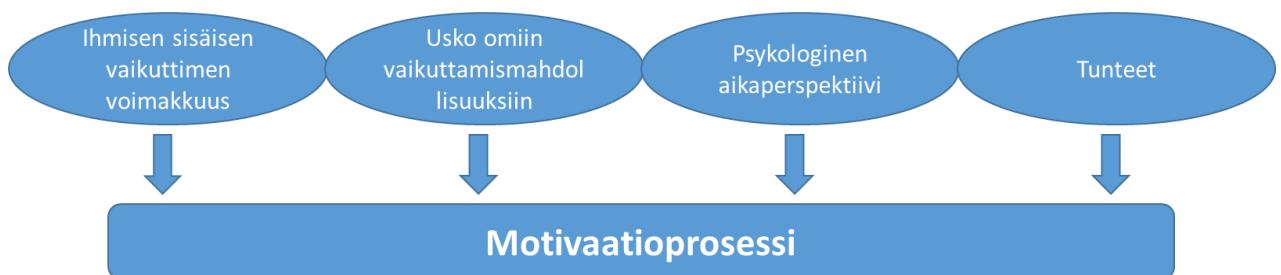 Ihmisen sisäisen
vaikuttimen
voimakkuus
Usko omiin
vaikuttamismahdol
lisuuksiin
Psykologinen
aikaperspektiivi
Tunteet
Motivaatioprosessi